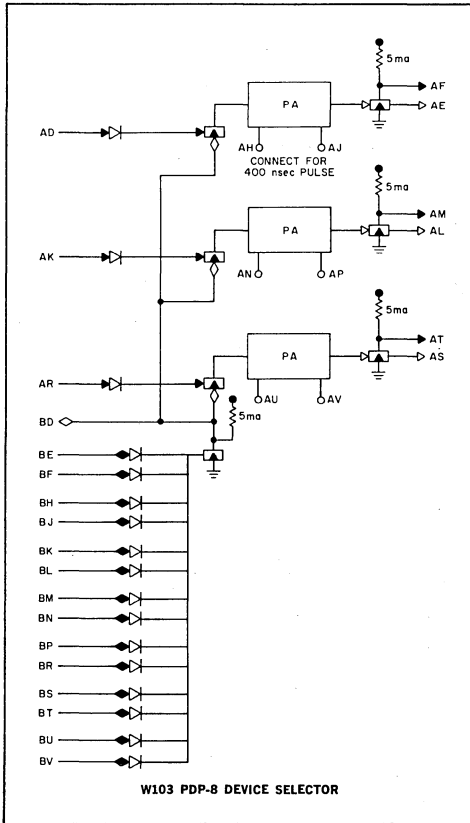 5ma
AF
PA
AE
AD
AH AJ
CONNECT FOR
400 nsec PULSE
5ma
AM
PA
AL
AK
AN AP
5ma
AT
PA
AS
AR
AU AV
BD
5ma
BE
BF
BH
BJ
BK
BL
BM
BN
BP
BR
BS
BT
BU
BV
W103 PDP-8 DEVICE SELECTOR